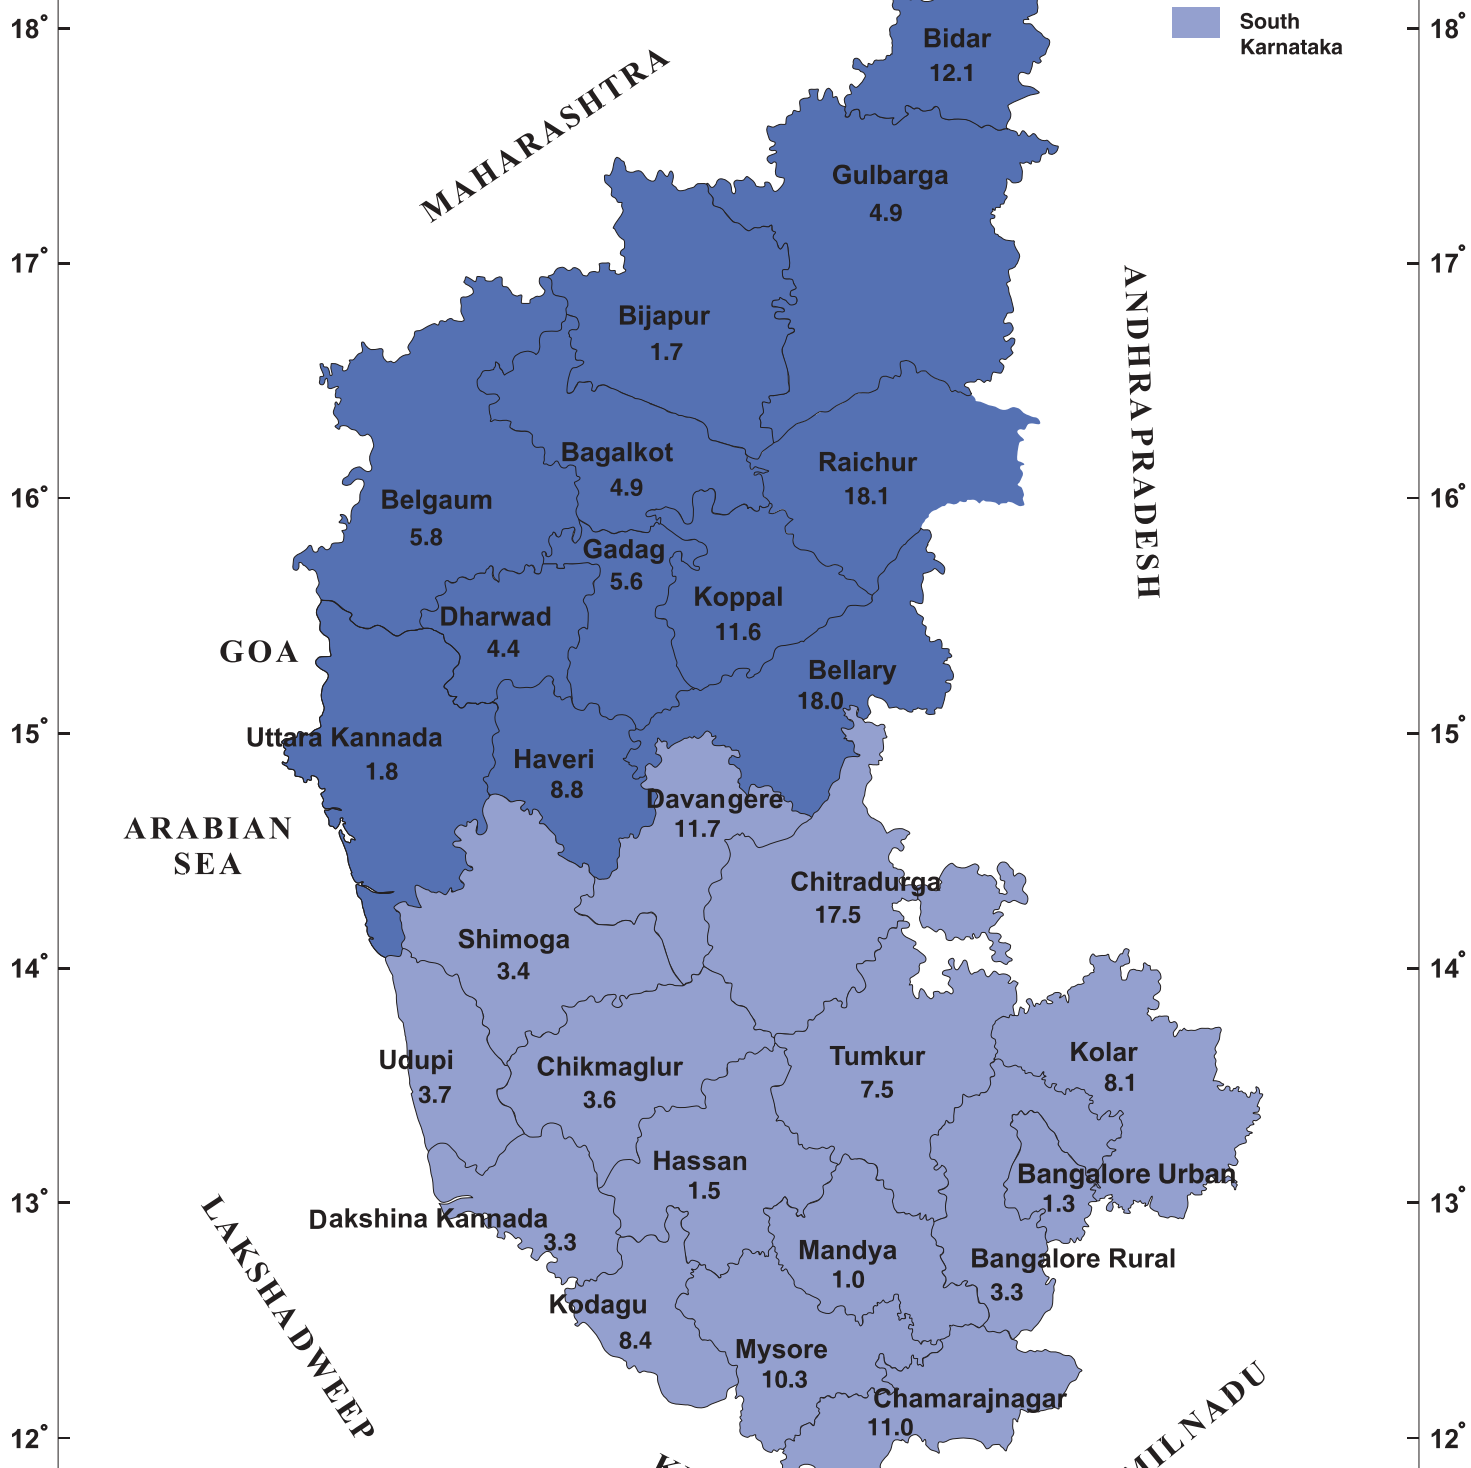 18°
South
Karnataka
18°
Bidar
12.1
MAHARASHTRA
Gulbarga
4.9
17°
17°
Bijapur
1.7
ANDHRA PRADESH
Bagalkot
4.9
Raichur
18.1
16°
16°
Belgaum
5.8
Gadag
5.6
Koppal
11.6
Dharwad
4.4
GOA
Bellary
18.0
15°
15°
Uttara Kannada
1.8
Haveri
8.8
Davangere
11.7
ARABIAN
SEA
Chitradurga
17.5
Shimoga
3.4
14°
14°
Udupi
3.7
Chikmaglur
3.6
Tumkur
7.5
Kolar
8.1
Hassan
1.5
Bangalore Urban
1.3
13°
13°
Dakshina Kannada
3.3
Mandya
1.0
Bangalore Rural
3.3
LAKSHADWEEP
Kodagu
8.4
Mysore
10.3
Chamarajnagar
11.0
12°
12°
MILNADU